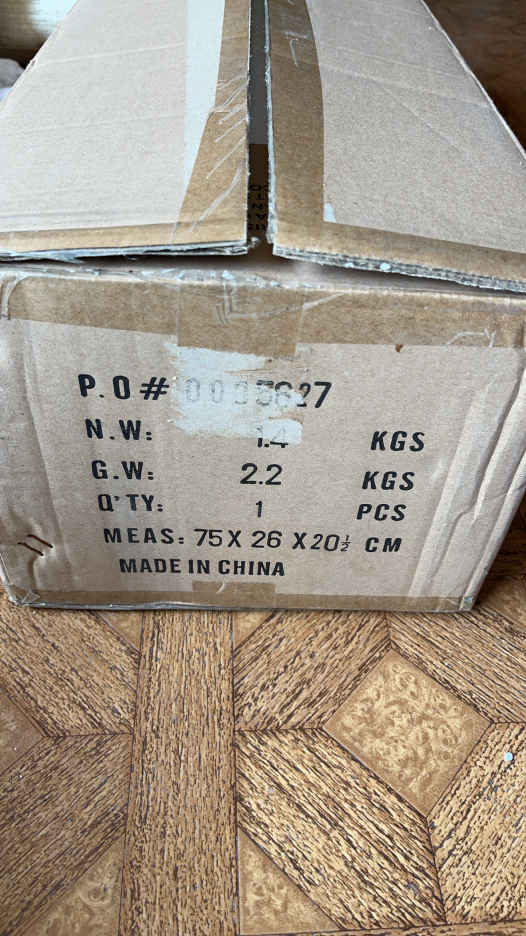 P.O#
N.W: 1.4 KGS
G.W: 2.2 KGS
Q'TY: 1 PCS
MEAS: 75 X 26 X 20½ CM
MADE IN CHINA